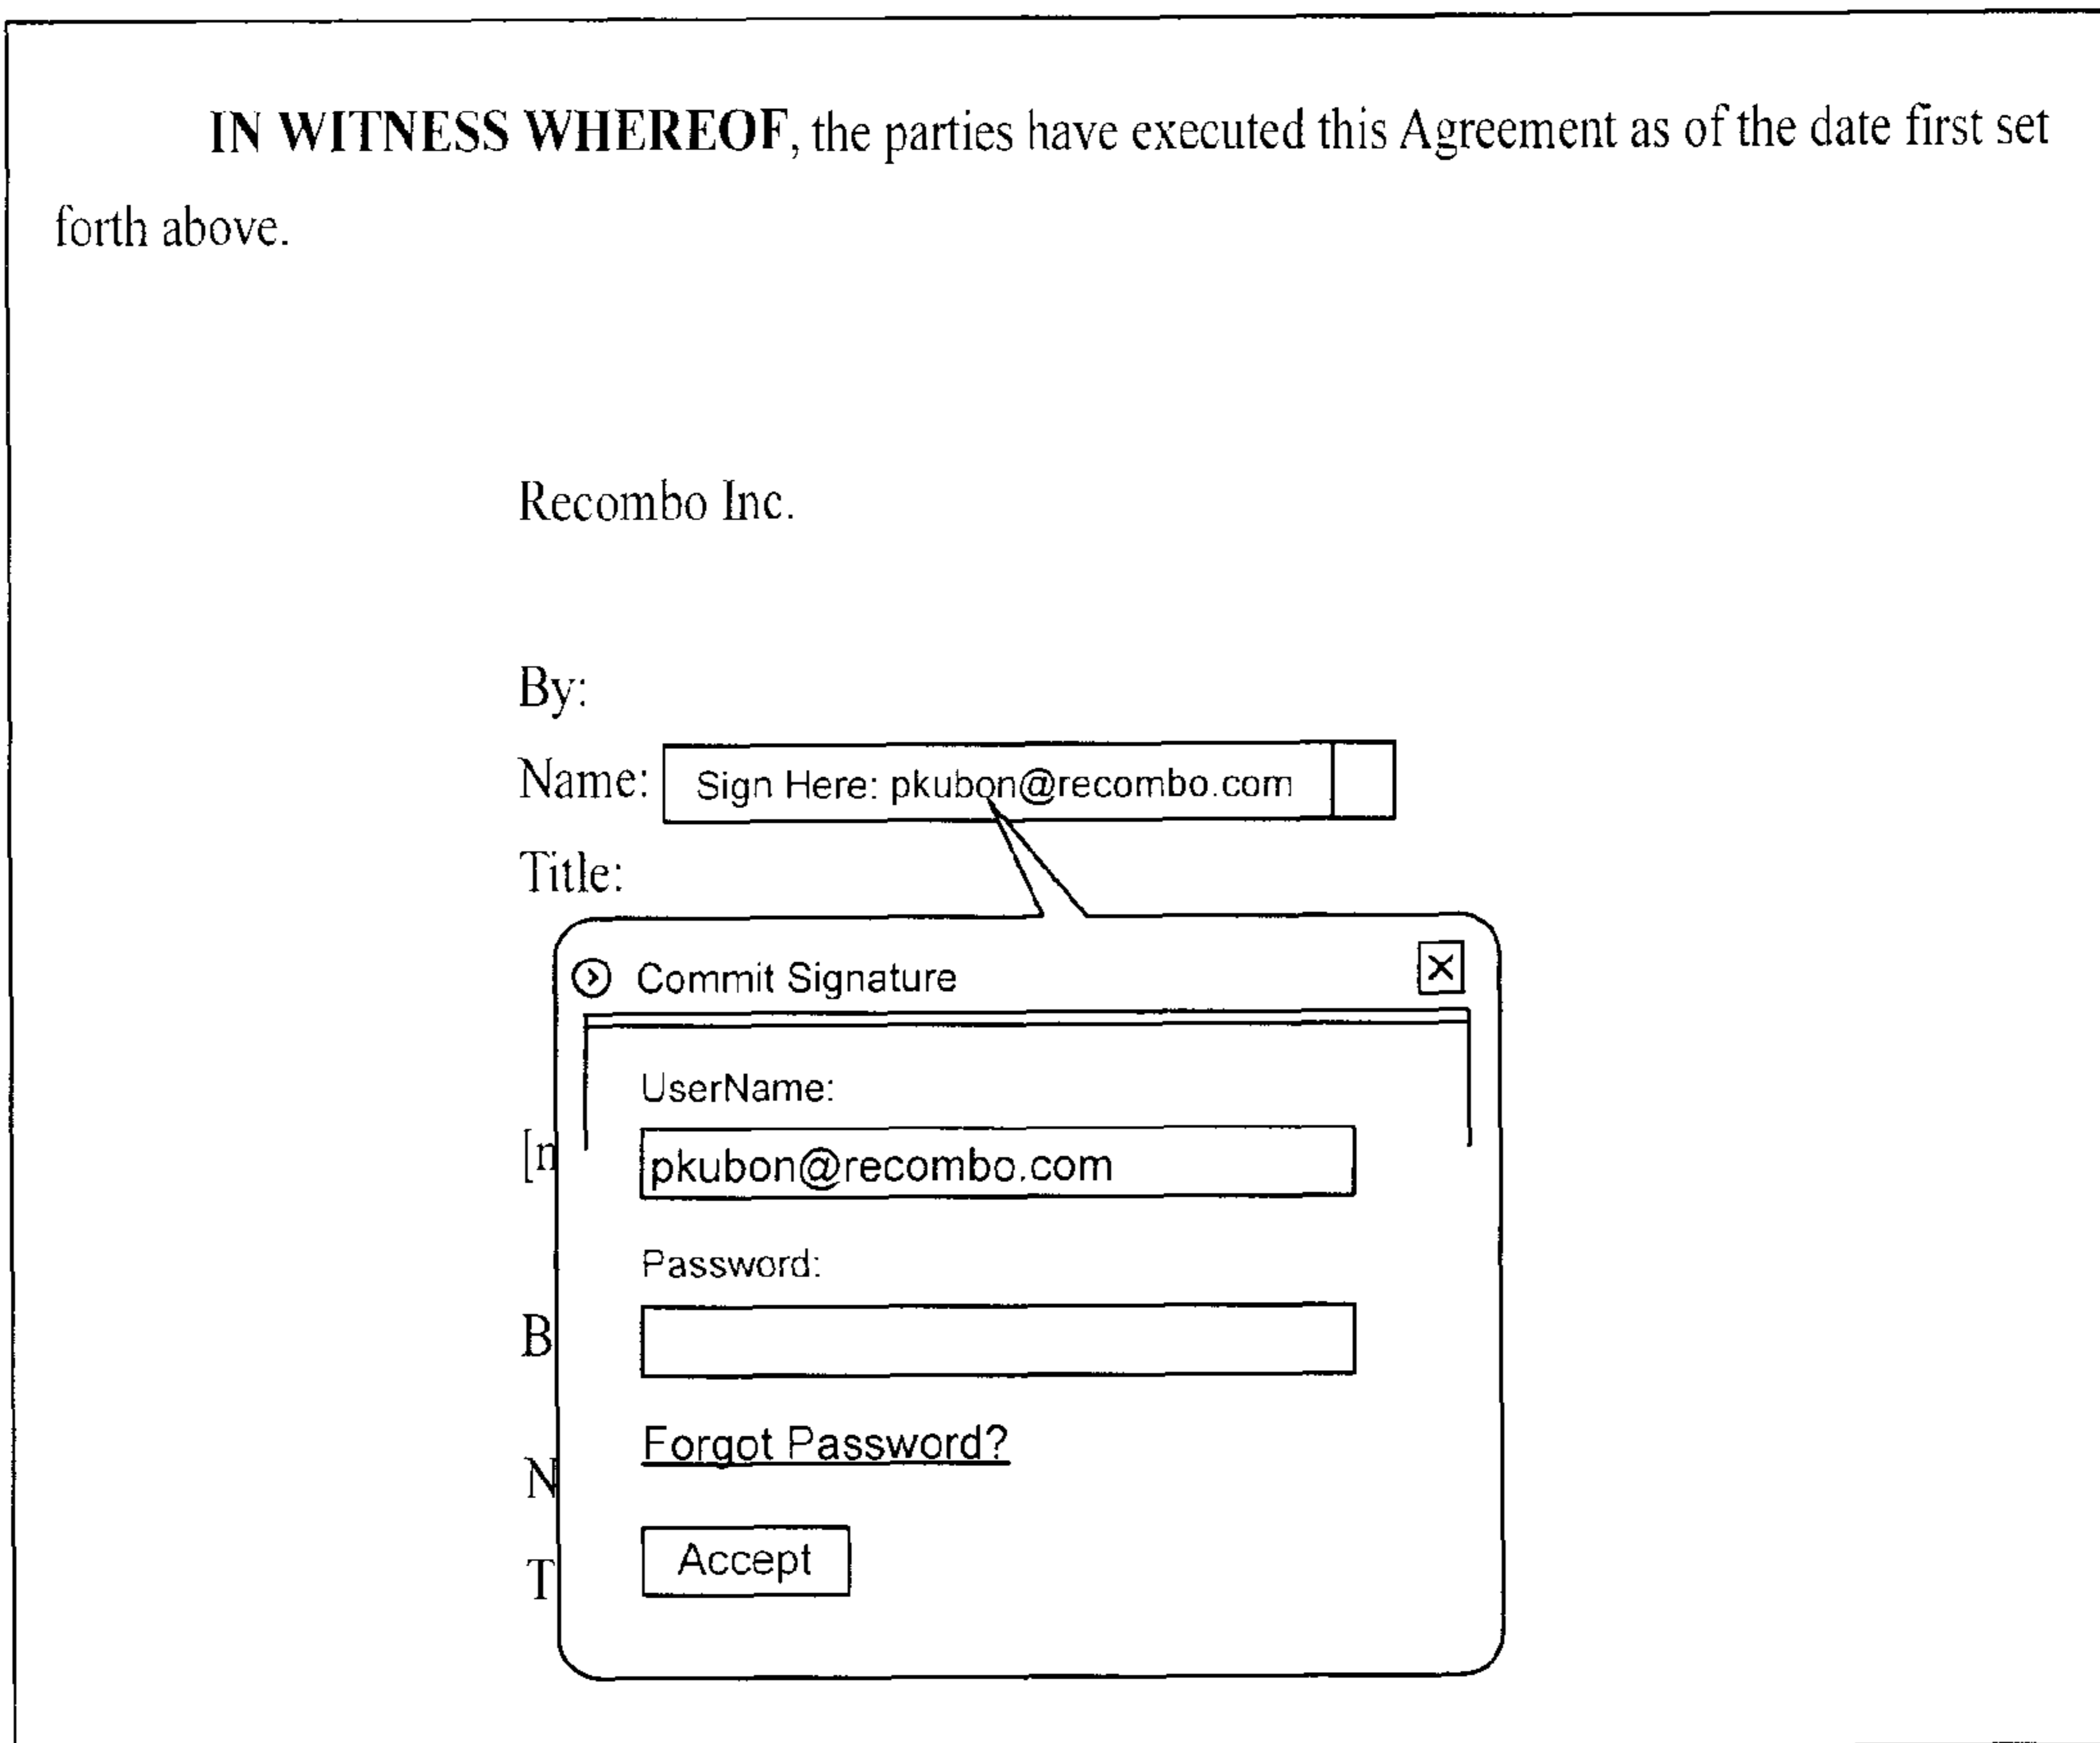 IN WITNESS WHEREOF, the parties have executed this Agreement as of the date first set
forth above.
Recombo Inc.
By:
Name: Sign Here: pkubon@recombo.com
Title:
Commit Signature
UserName:
[n
pkubon@recombo.com
Password:
B
Forgot Password?
N
Accept
T